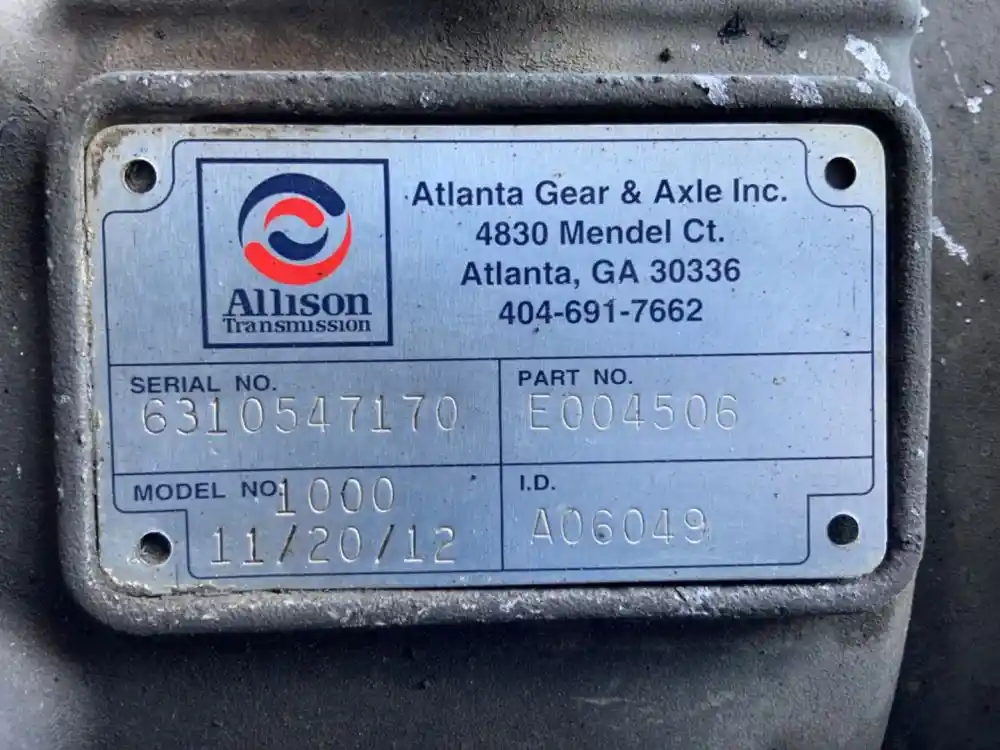 Allison
Transmission
Atlanta Gear & Axle Inc.
4830 Mendel Ct.
Atlanta, GA 30336
404-691-7662
SERIAL NO.
6310547170
PART NO.
E004506
MODEL NO. 1000
11/20/12
I.D.
A06049